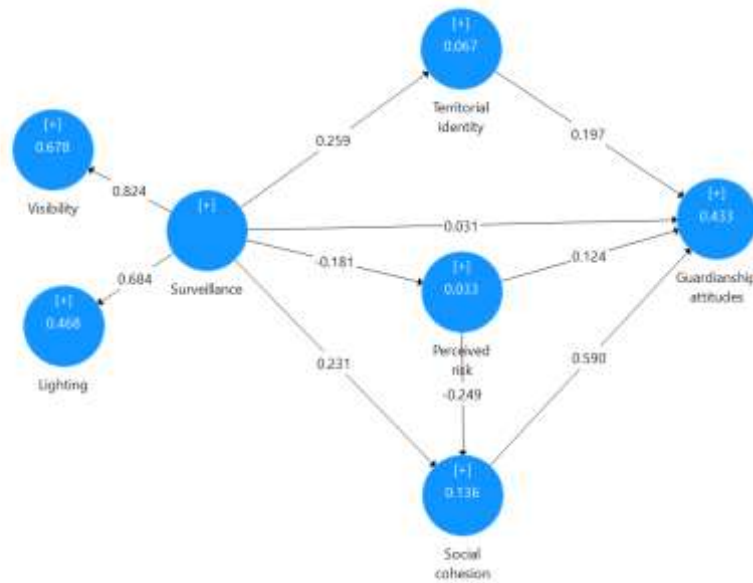 [+]
0.067
Territorial
identity
[+]
0.678
Visibility
0.824
0.259
0.197
[+]
Surveillance
0.031
[+]
0.433
Guardianship
attitudes
-0.181
0.124
[+]
0.033
Perceived
risk
0.684
[+]
0.468
Lighting
0.231
-0.249
0.590
[+]
0.136
Social
cohesion